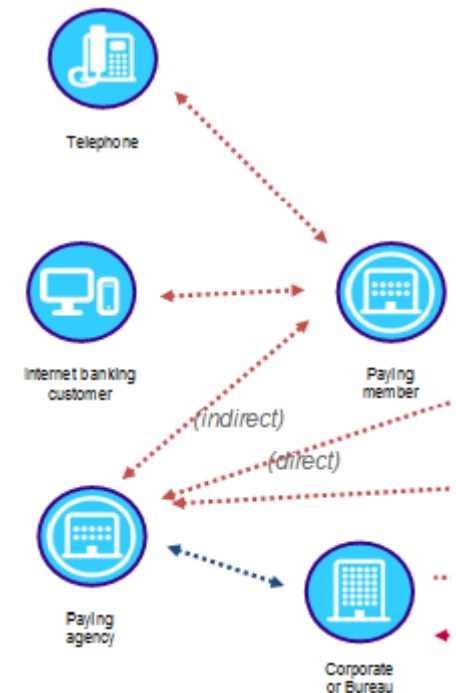 Telephone
Internet banking
customer
Paying
member
(indirect)
(direct)
Paying
agency
Corporate
or Bureau